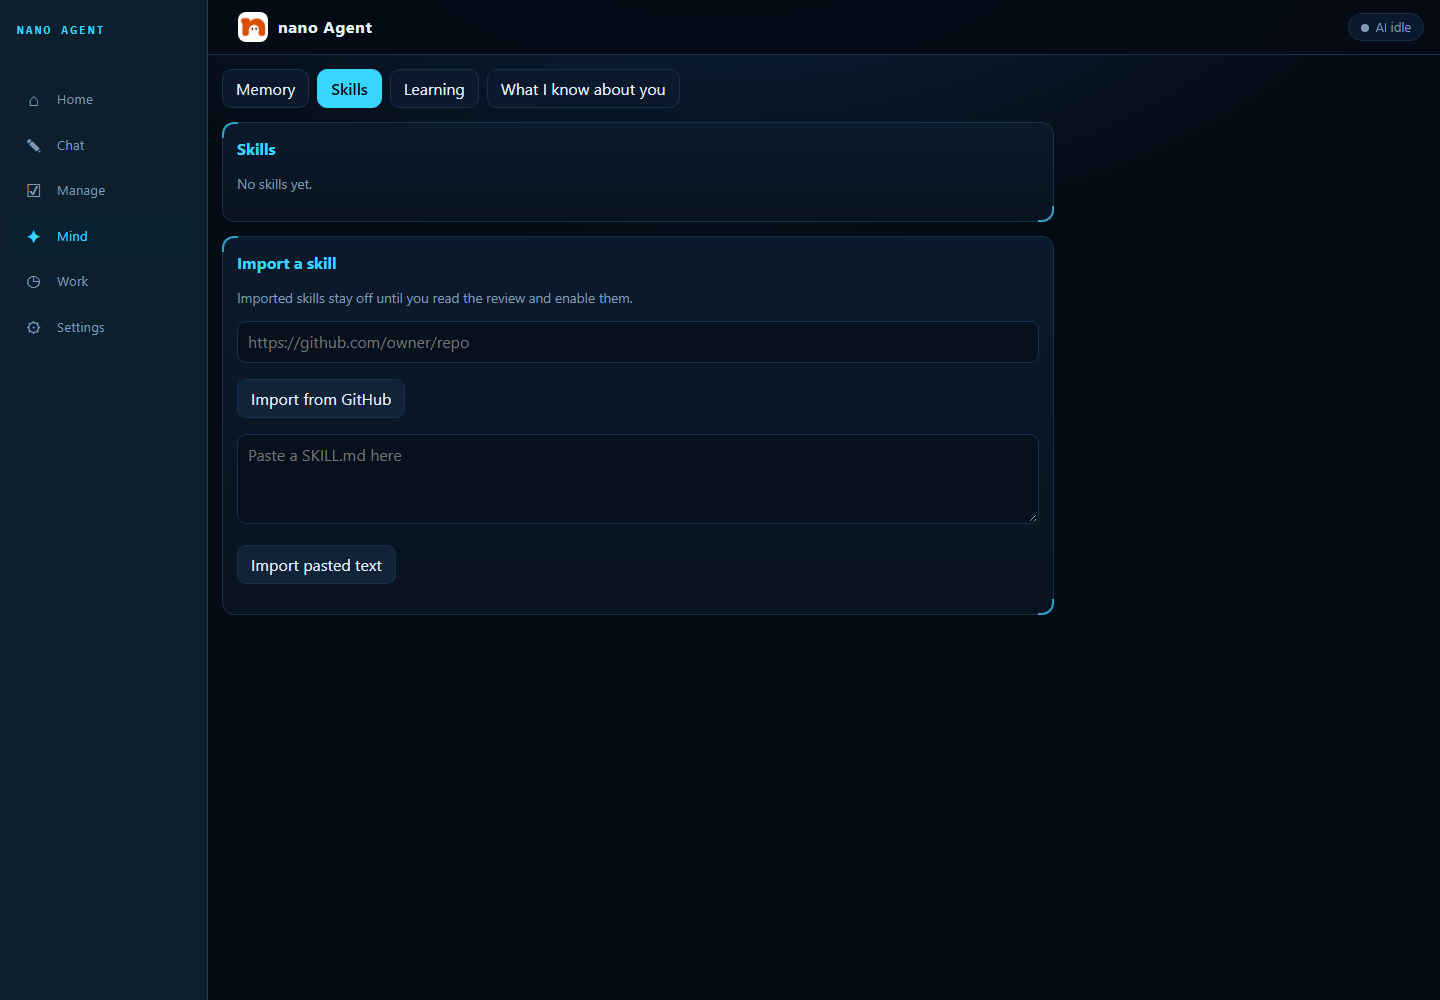 NANO AGENT
nano Agent
AI idle
Home
Chat
Manage
Mind
Work
Settings
Memory
Skills
Learning
What I know about you
Skills
No skills yet.
Import a skill
Imported skills stay off until you read the review and enable them.
https://github.com/owner/repo
Import from GitHub
Paste a SKILL.md here
Import pasted text